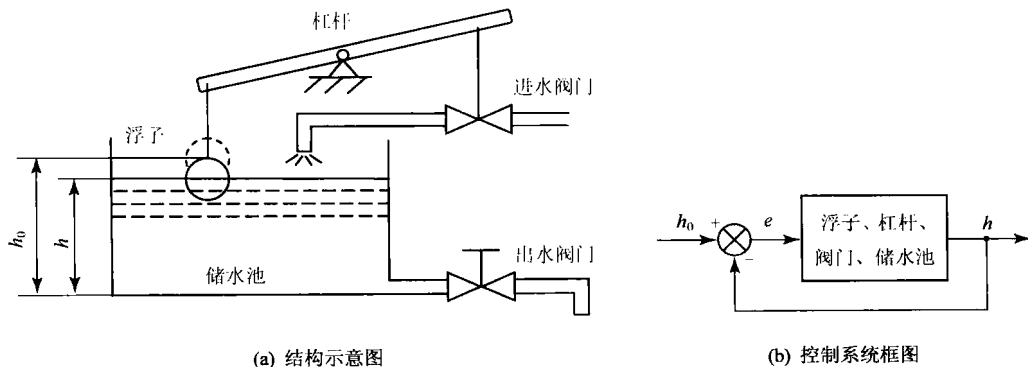 杠杆
进水阀门
浮子
h₀
h
储水池
出水阀门
(a) 结构示意图
h₀
+
−
e
浮子、杠杆、
阀门、储水池
h
(b) 控制系统框图